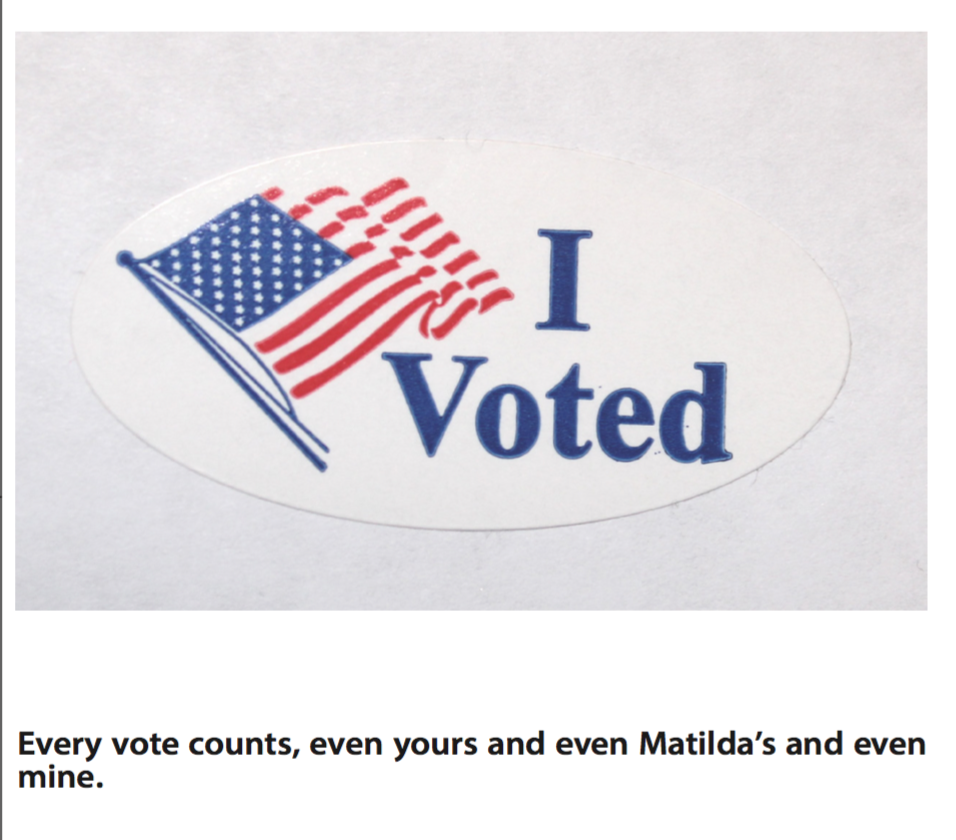 I
Voted
Every vote counts, even yours and even Matilda’s and even
mine.